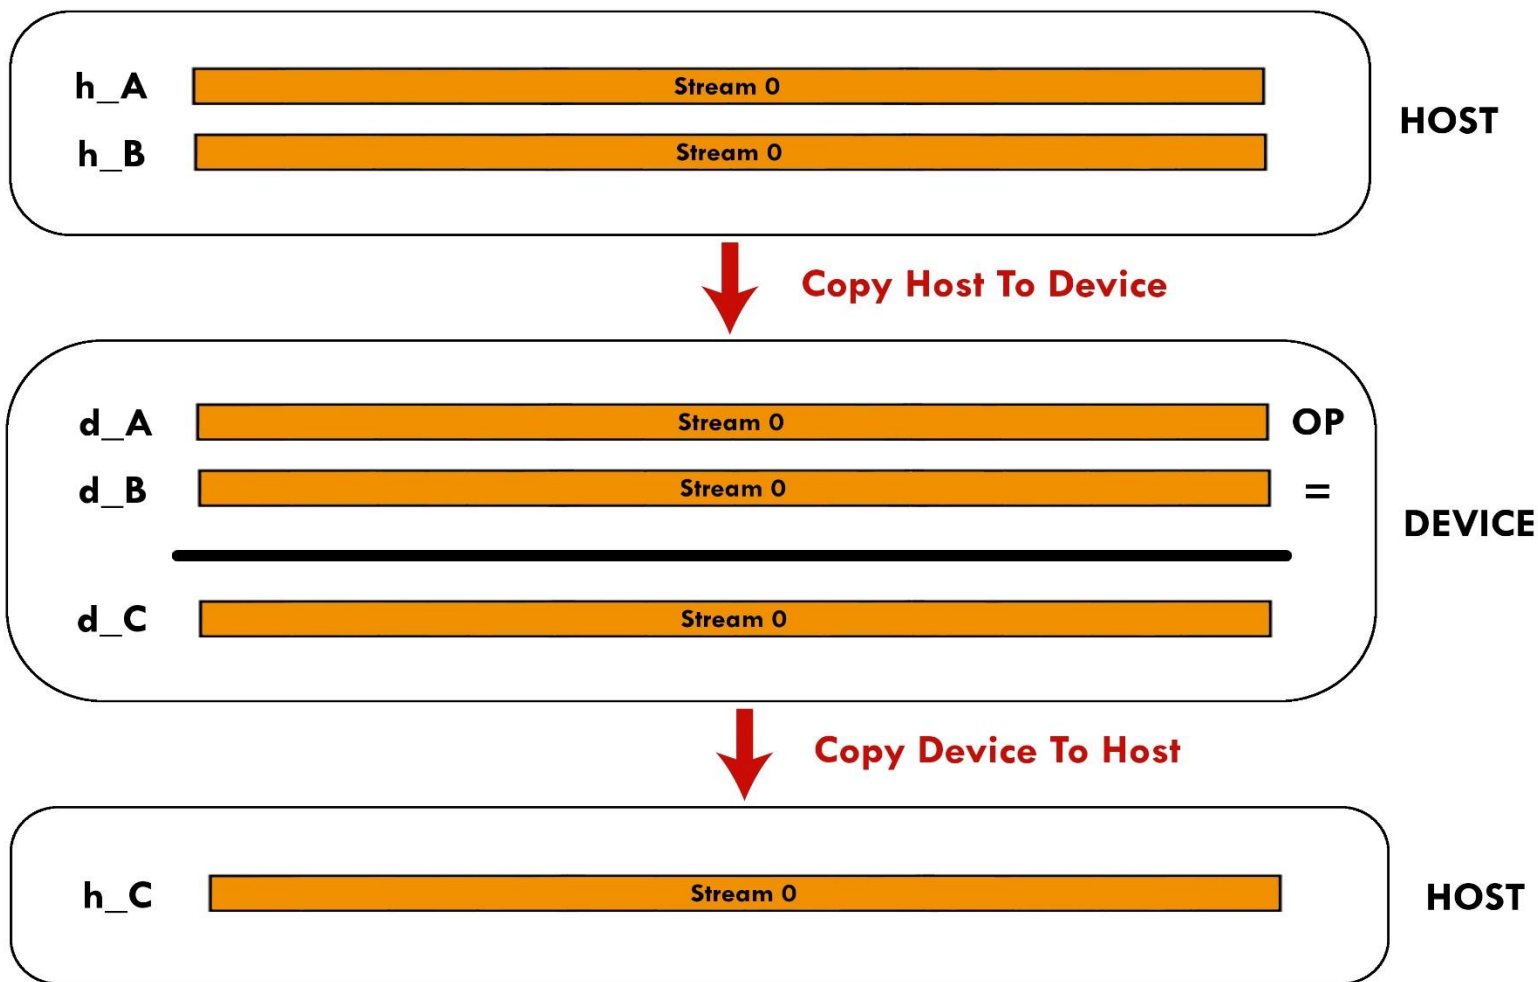 h_A Stream 0
HOST
h_B Stream 0
Copy Host To Device
d_A Stream 0 OP
d_B Stream 0 =
DEVICE
d_C Stream 0
Copy Device To Host
h_C Stream 0 HOST